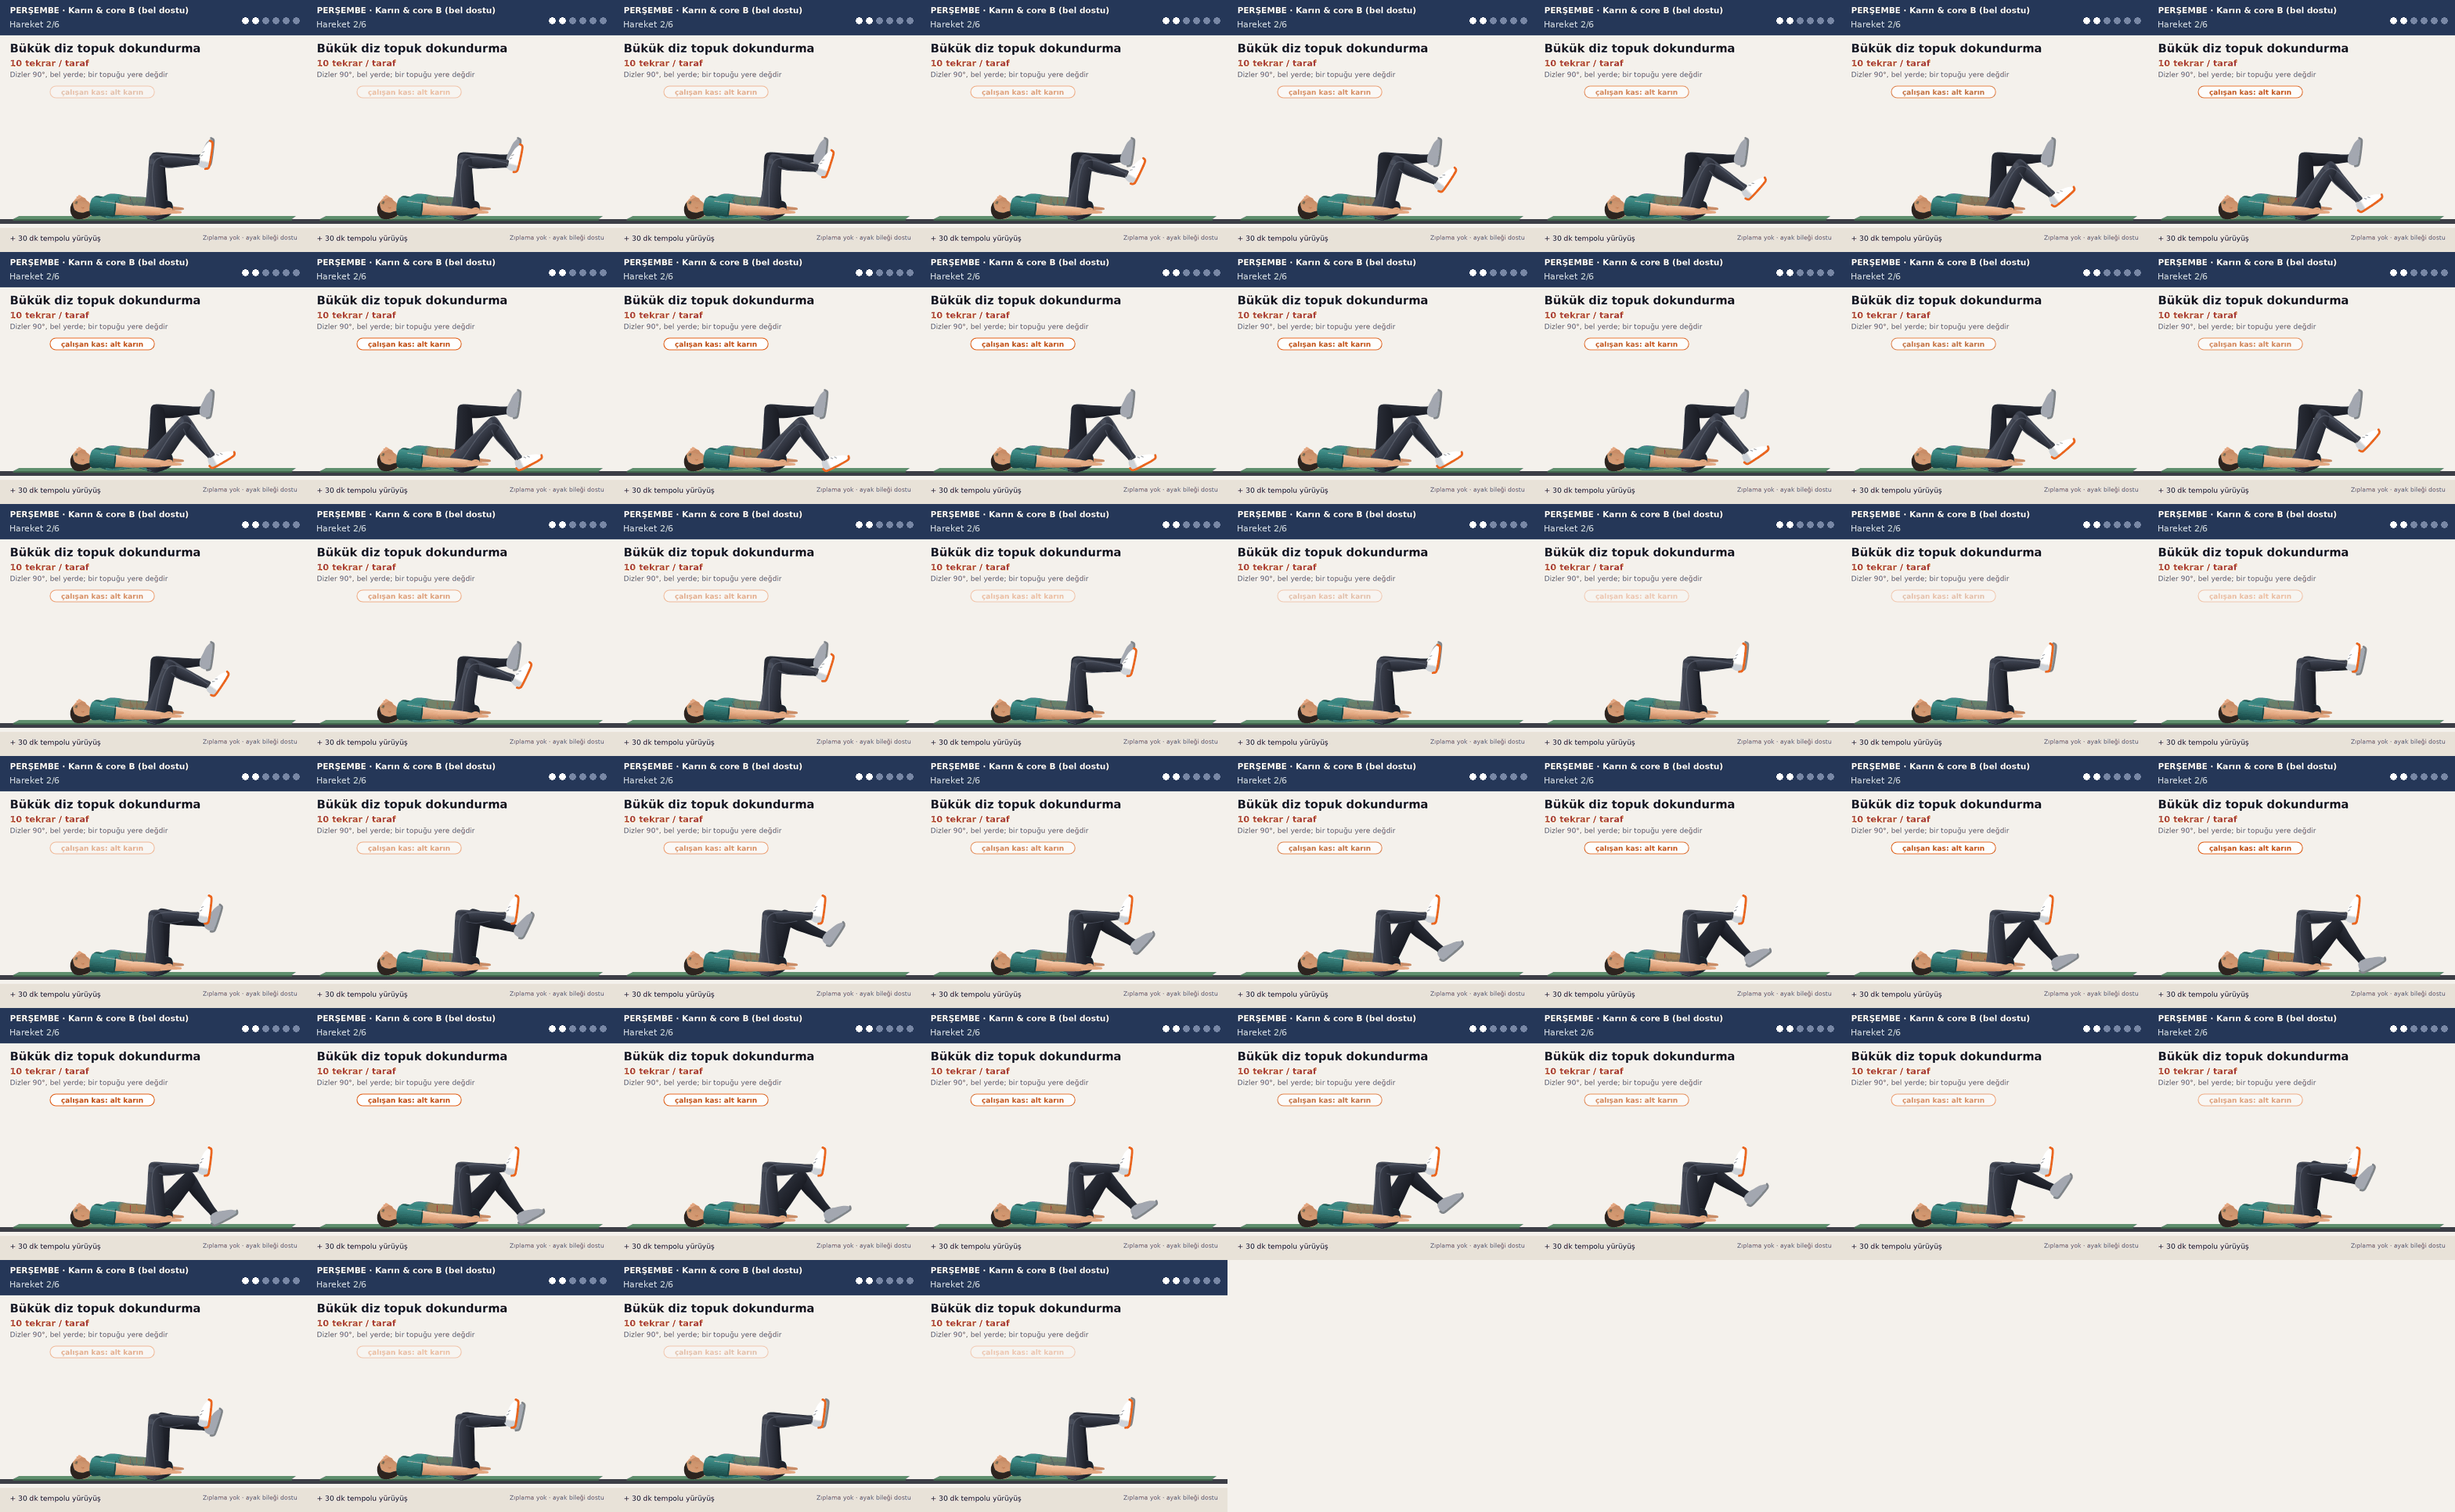 PERŞEMBE · Karın & core B (bel dostu)
Hareket 2/6
Bükük diz topuk dokundurma
10 tekrar / taraf
Dizler 90°, bel yerde; bir topuğu yere değdir
çalışan kas: alt karın
+ 30 dk tempolu yürüyüş
Zıplama yok · ayak bileği dostu